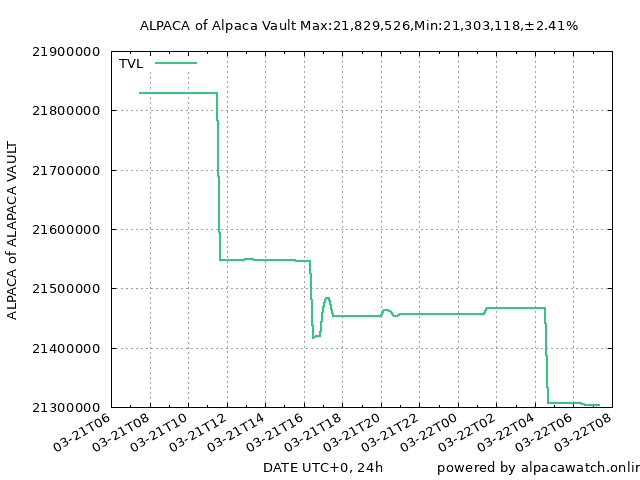 ALPACA of Alpaca Vault Max:21,829,526,Min:21,303,118,±2.41%
TVL
21900000
21800000
21700000
21600000
21500000
21400000
21300000
ALPACA of ALAPACA VAULT
03-21T06
03-21T08
03-21T10
03-21T12
03-21T14
03-21T16
03-21T18
03-21T20
03-21T22
03-22T00
03-22T02
03-22T04
03-22T06
03-22T08
DATE UTC+0, 24h
powered by alpacawatch.onlin